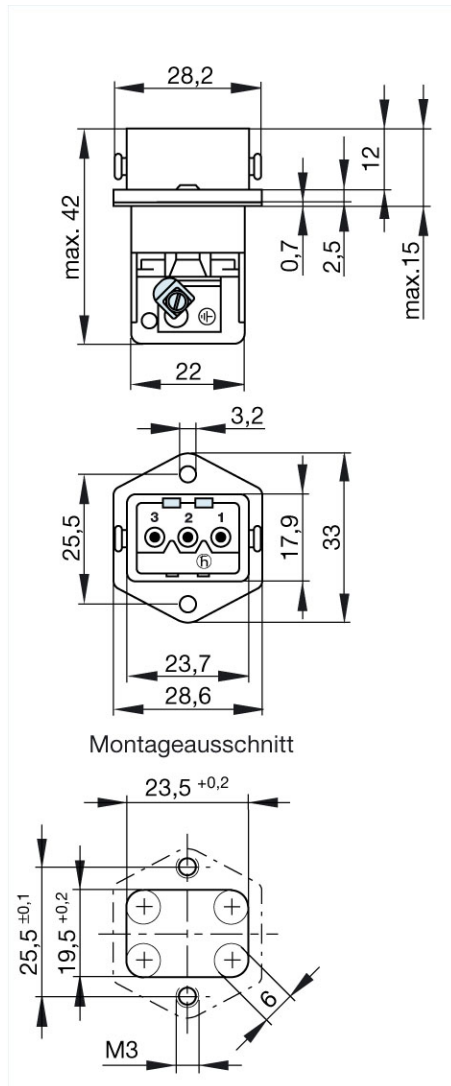 28,2
max. 42
12
0,7
2,5
max.15
22
3,2
25,5
3 2 1
h
17,9
33
23,7
28,6
Montageausschnitt
23,5 +0,2
25,5 ±0,1
19,5 +0,2
6
M3